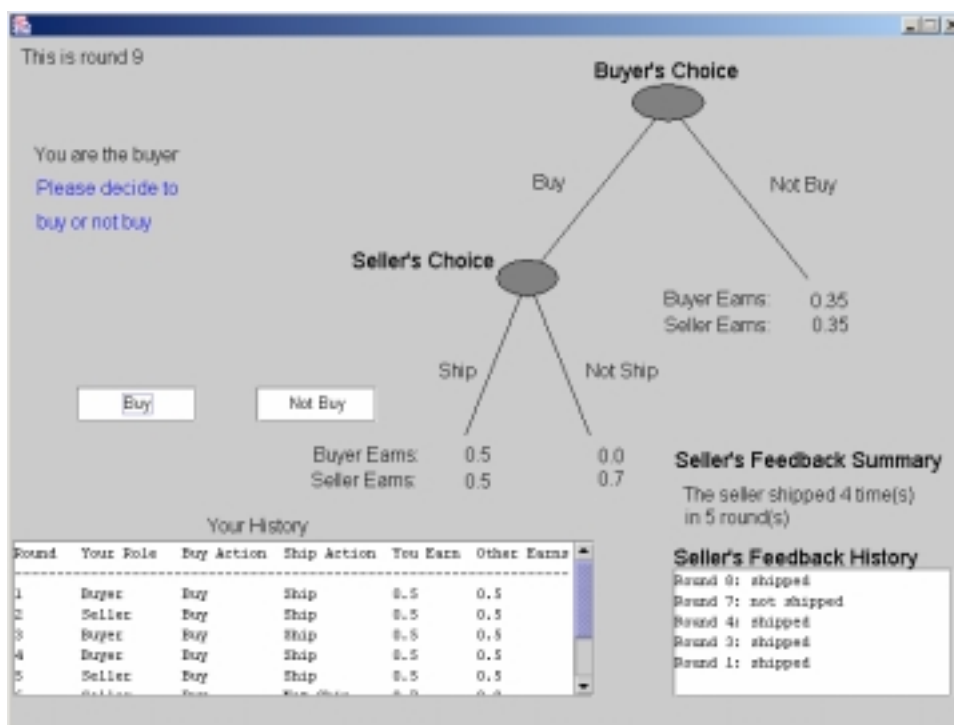 This is round 9
Buyer's Choice
You are the buyer
Please decide to
buy or not buy
Buy
Not Buy
Seller's Choice
Buyer Earns: 0.35
Seller Earns: 0.35
Ship
Not Ship
Buy
Not Buy
Buyer Earns: 0.5 0.0
Seller Earns: 0.5 0.7
Seller's Feedback Summary
The seller shipped 4 time(s)
in 5 round(s)
Your History
Round Your Role Buy Action Ship Action You Earn Other Earns
1 Buyer Buy Ship 0.5 0.5
2 Seller Buy Ship 0.5 0.5
3 Buyer Buy Ship 0.5 0.5
4 Buyer Buy Ship 0.5 0.5
5 Seller Buy Ship 0.5 0.5
Seller's Feedback History
Round 8: shipped
Round 7: not shipped
Round 4: shipped
Round 3: shipped
Round 1: shipped